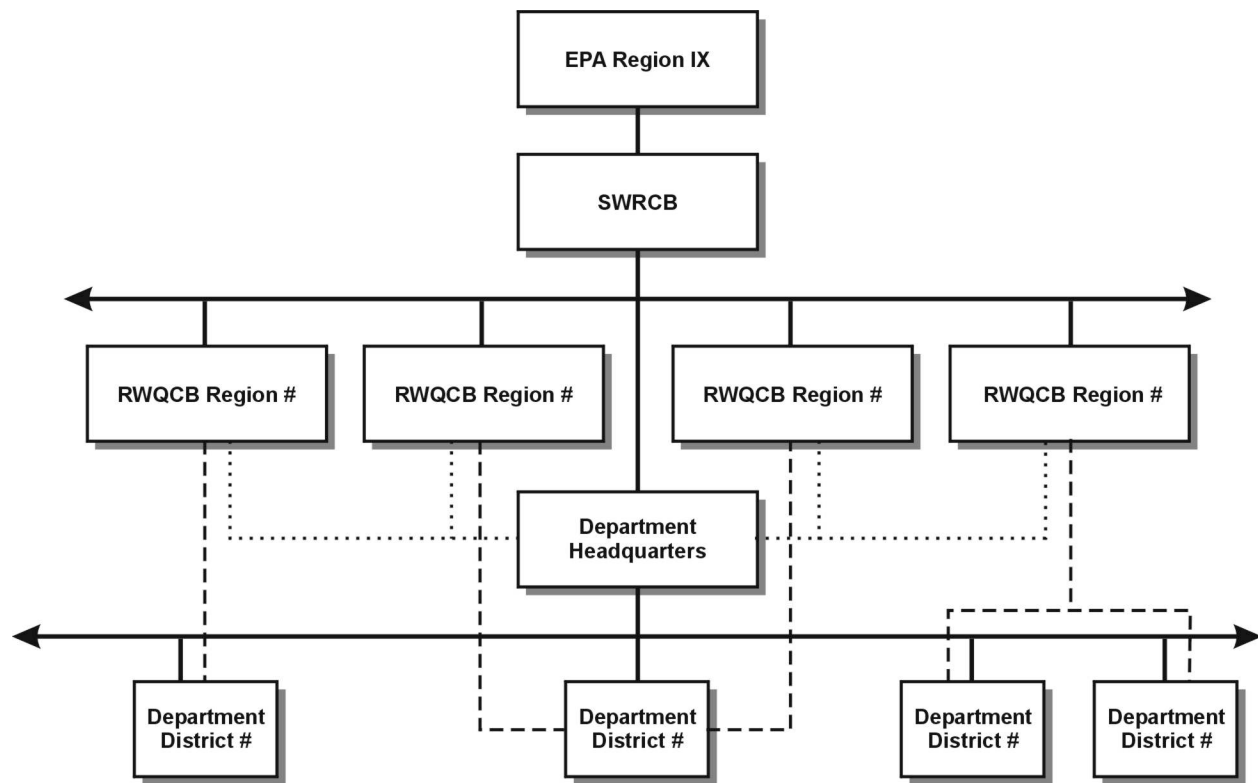 EPA Region IX
SWRCB
RWQCB Region #
RWQCB Region #
RWQCB Region #
RWQCB Region #
Department
Headquarters
Department
District #
Department
District #
Department
District #
Department
District #